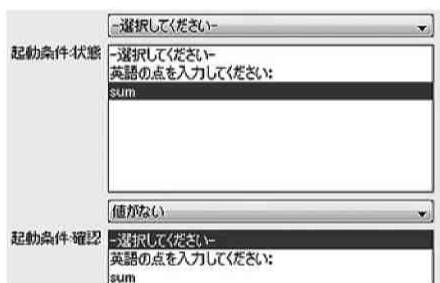 -選択してください-
起動条件:状態
-選択してください-
英語の点を入力してください:
sum
値がない
起動条件:確認
-選択してください-
英語の点を入力してください:
sum